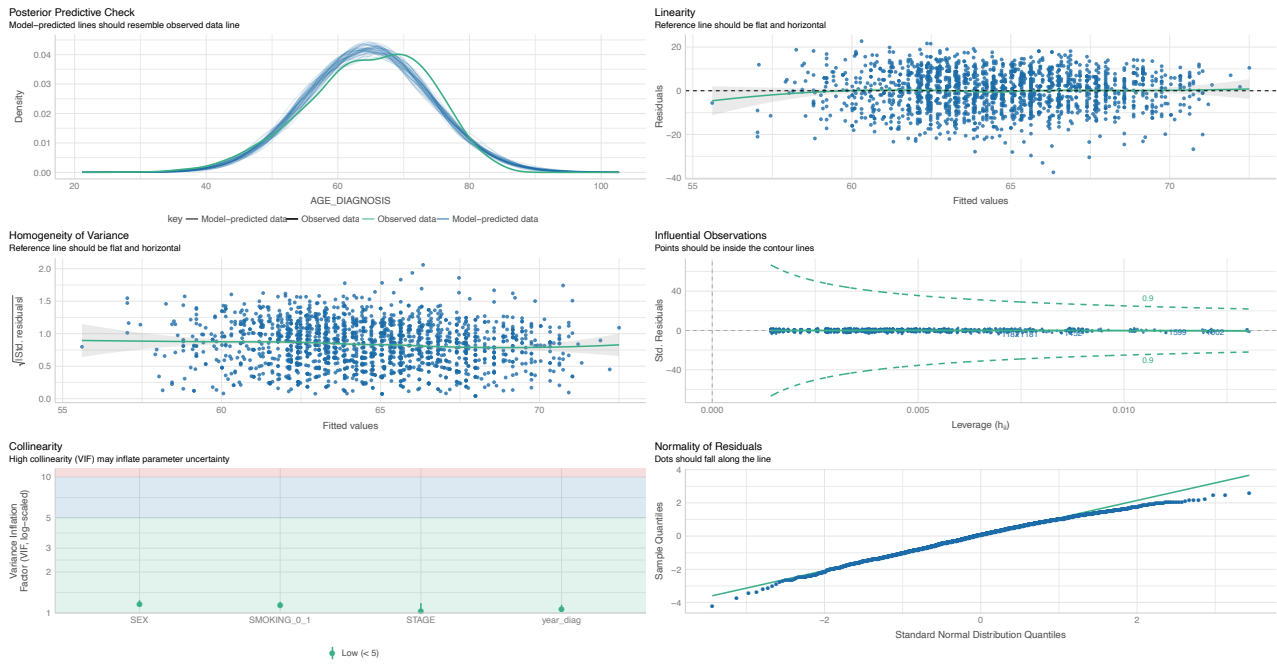 Posterior Predictive Check
Model−predicted lines should resemble observed data line
Density
0.04
0.03
0.02
0.01
0.00
20
40
60
80
100
AGE_DIAGNOSIS
key
Model−predicted data
Observed data
Observed data
Model−predicted data
Linearity
Reference line should be flat and horizontal
Residuals
20
0
−20
−40
55
60
65
70
Fitted values
Homogeneity of Variance
Reference line should be flat and horizontal
√|Std. residuals|
2.0
1.5
1.0
0.5
0.0
55
60
65
70
Fitted values
Influential Observations
Points should be inside the contour lines
Std. Residuals
40
0
−40
0.9
0.9
0.000
0.005
0.010
Leverage (hii)
Collinearity
High collinearity (VIF) may inflate parameter uncertainty
Variance Inflation
Factor (VIF, log−scaled)
10
5
3
2
1
SEX
SMOKING_0_1
STAGE
year_diag
Low (< 5)
Normality of Residuals
Dots should fall along the line
Sample Quantiles
4
2
0
−2
−4
−2
0
2
Standard Normal Distribution Quantiles